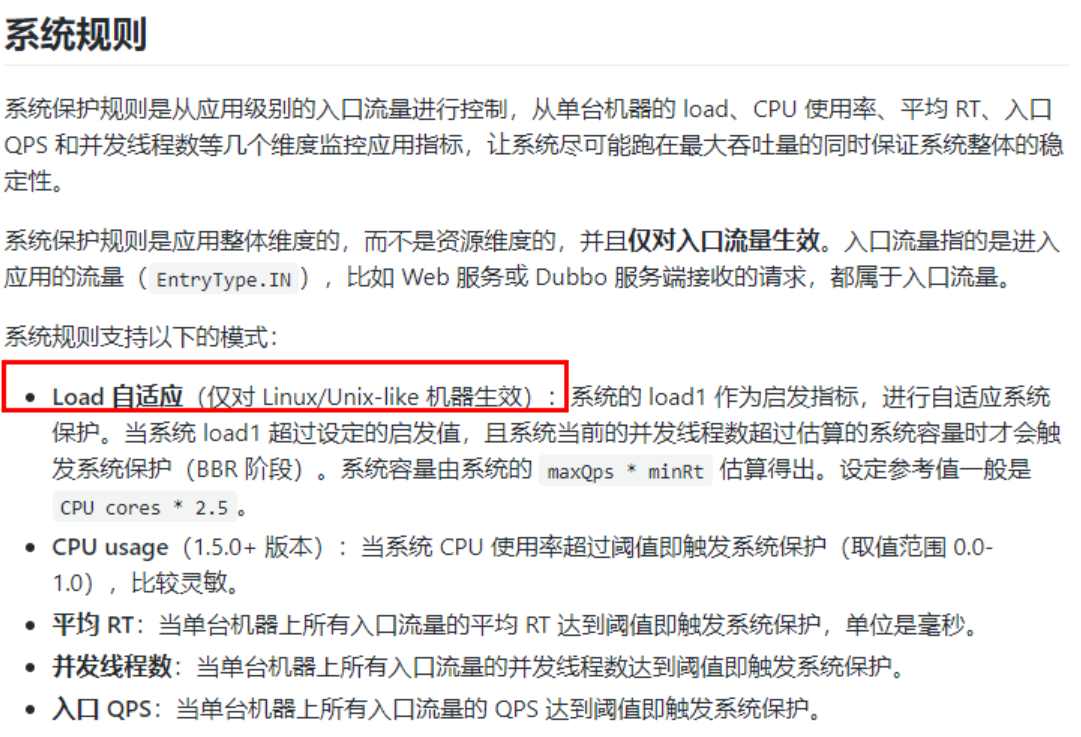 系统规则
系统保护规则是从应用级别的入口流量进行控制，从单台机器的 load、CPU 使用率、平均 RT、入口
QPS 和并发线程数等几个维度监控应用指标，让系统尽可能跑在最大吞吐量的同时保证系统整体的稳
定性。
系统保护规则是应用整体维度的，而不是资源维度的，并且仅对入口流量生效。入口流量指的是进入
应用的流量（EntryType.IN），比如 Web 服务或 Dubbo 服务端接收的请求，都属于入口流量。
系统规则支持以下的模式：
• Load 自适应（仅对 Linux/Unix-like 机器生效）：系统的 load1 作为启发指标，进行自适应系统
保护。当系统 load1 超过设定的启发值，且系统当前的并发线程数超过估算的系统容量时才会触
发系统保护（BBR 阶段）。系统容量由系统的 maxQps * minRt 估算得出。设定参考值一般是
CPU cores * 2.5。
• CPU usage（1.5.0+ 版本）：当系统 CPU 使用率超过阈值即触发系统保护（取值范围 0.0-
1.0），比较灵敏。
• 平均 RT：当单台机器上所有入口流量的平均 RT 达到阈值即触发系统保护，单位是毫秒。
• 并发线程数：当单台机器上所有入口流量的并发线程数达到阈值即触发系统保护。
• 入口 QPS：当单台机器上所有入口流量的 QPS 达到阈值即触发系统保护。